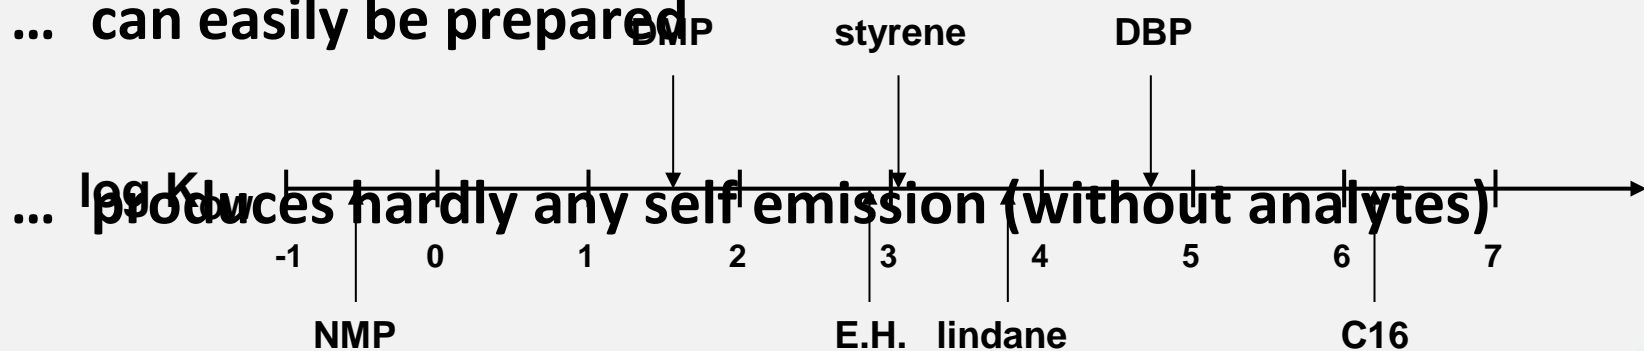 … can easily be prepared
DMP styrene DBP
log Kow
… produces hardly any self emission (without analytes)
-1 0 1 2 3 4 5 6 7
NMP E.H. lindane C16